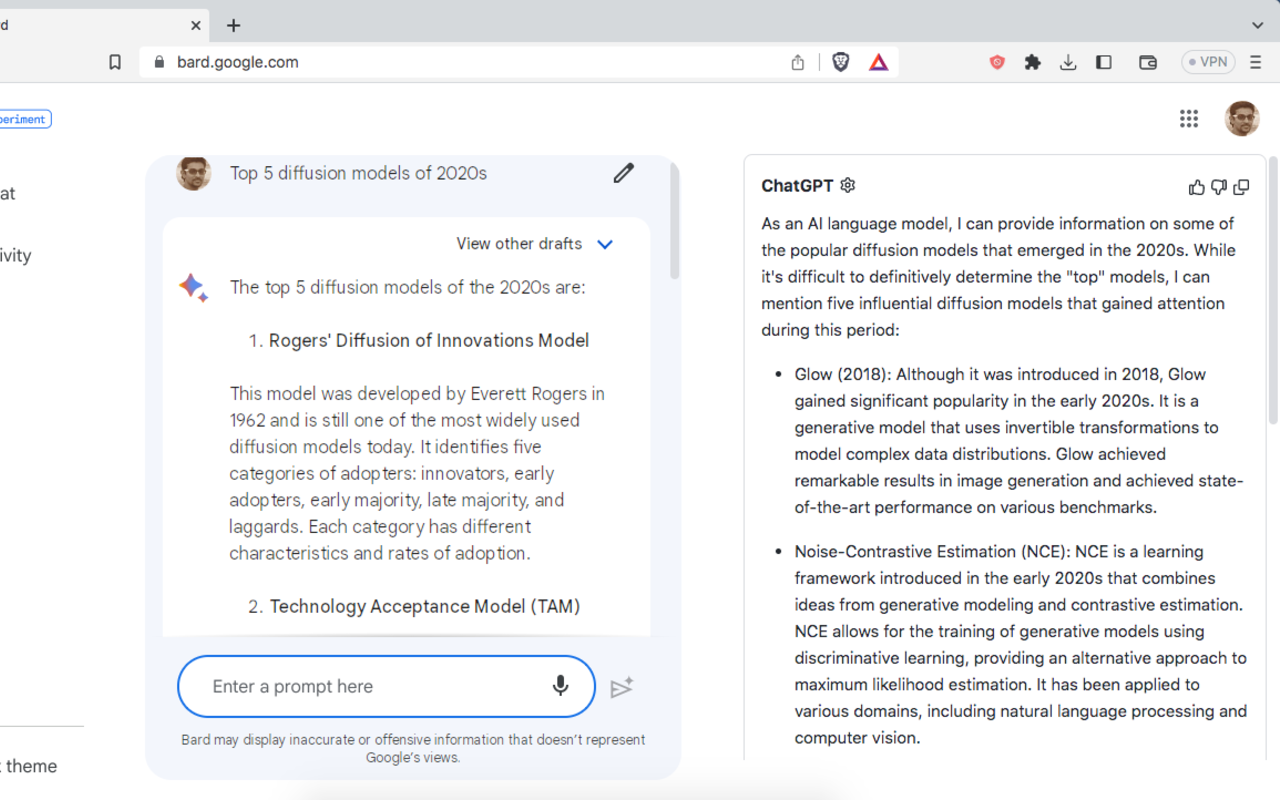 d
bard.google.com
VPN
periment
at
ivity
theme
Top 5 diffusion models of 2020s
View other drafts
The top 5 diffusion models of the 2020s are:
1. Rogers' Diffusion of Innovations Model
This model was developed by Everett Rogers in
1962 and is still one of the most widely used
diffusion models today. It identifies five
categories of adopters: innovators, early
adopters, early majority, late majority, and
laggards. Each category has different
characteristics and rates of adoption.
2. Technology Acceptance Model (TAM)
Enter a prompt here
Bard may display inaccurate or offensive information that doesn't represent
Google's views.
ChatGPT
As an AI language model, I can provide information on some of
the popular diffusion models that emerged in the 2020s. While
it's difficult to definitively determine the "top" models, I can
mention five influential diffusion models that gained attention
during this period:
• Glow (2018): Although it was introduced in 2018, Glow
gained significant popularity in the early 2020s. It is a
generative model that uses invertible transformations to
model complex data distributions. Glow achieved
remarkable results in image generation and achieved state-
of-the-art performance on various benchmarks.
• Noise-Contrastive Estimation (NCE): NCE is a learning
framework introduced in the early 2020s that combines
ideas from generative modeling and contrastive estimation.
NCE allows for the training of generative models using
discriminative learning, providing an alternative approach to
maximum likelihood estimation. It has been applied to
various domains, including natural language processing and
computer vision.